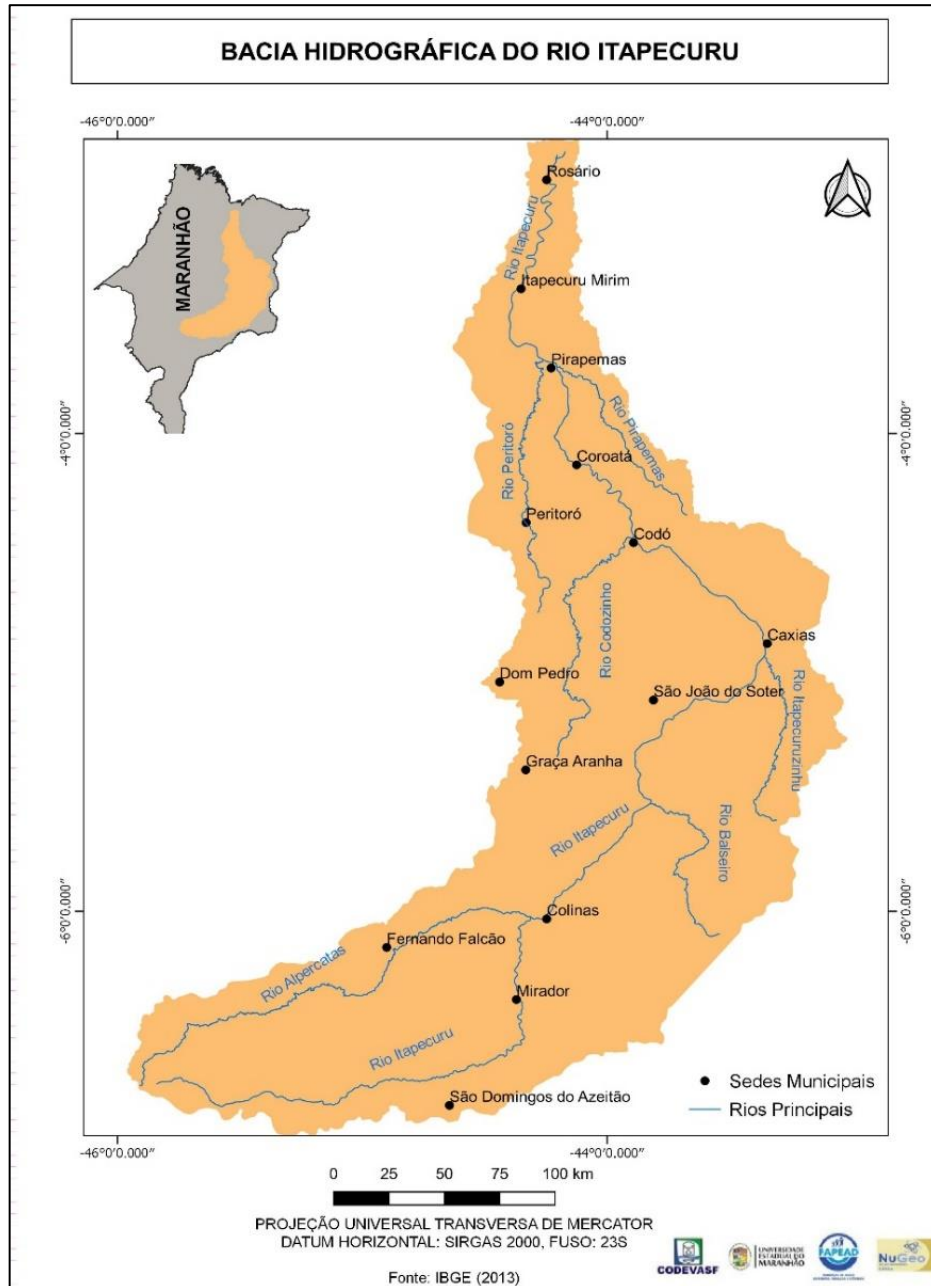 BACIA HIDROGRÁFICA DO RIO ITAPECURU
-46°0'0.000"
-44°0'0.000"
MARANHÃO
Rosário
Rio Itapecuru
Itapecuru Mirim
Pirapemas
Rio Pirapemas
-4°0'0.000"
-4°0'0.000"
Rio Peritoró
Coroatá
Peritoró
Codó
Rio Codozinho
Caxias
Dom Pedro
São João do Soter
Rio Itapecuruzinhu
Graça Aranha
Rio Itapecuru
Rio Balseiro
-6°0'0.000"
-6°0'0.000"
Colinas
Fernando Falcão
Rio Alpercatas
Mirador
Rio Itapecuru
São Domingos do Azeitão
Sedes Municipais
Rios Principais
-46°0'0.000"
-44°0'0.000"
0 25 50 75 100 km
PROJEÇÃO UNIVERSAL TRANSVERSA DE MERCATOR
DATUM HORIZONTAL: SIRGAS 2000, FUSO: 23S
Fonte: IBGE (2013)
CODEVASF
UNIVERSIDADE
ESTADUAL DO
MARANHÃO
FAPEAD
NuGeo